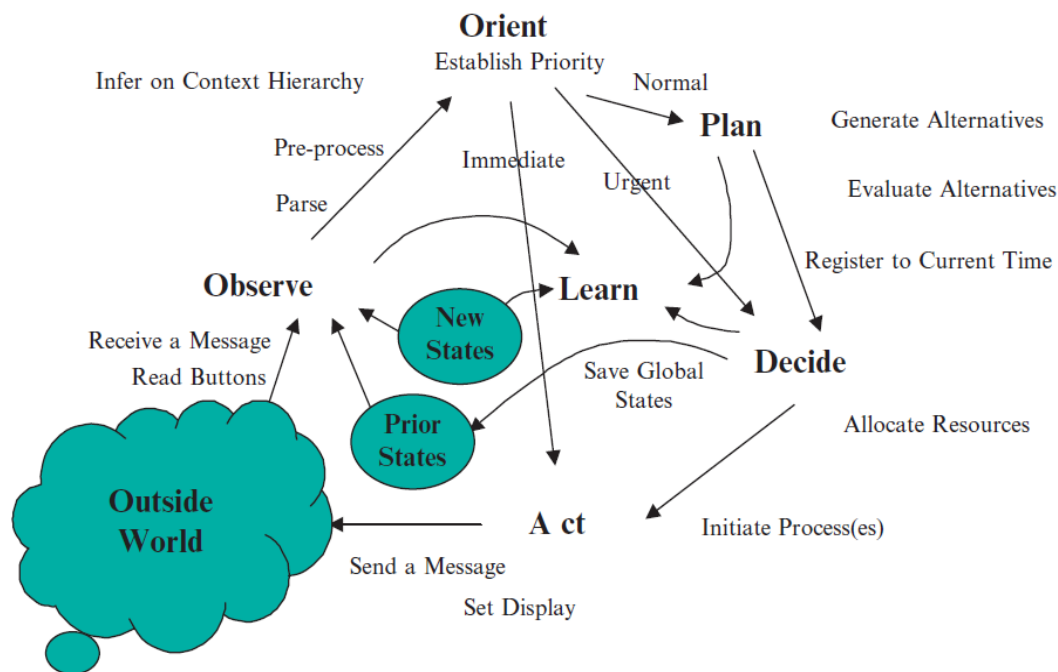 Orient
Establish Priority
Infer on Context Hierarchy
Normal
Plan
Generate Alternatives
Pre-process
Immediate
Urgent
Evaluate Alternatives
Parse
Register to Current Time
Observe
Learn
New
States
Receive a Message
Read Buttons
Save Global
States
Decide
Prior
States
Allocate Resources
Outside
World
A ct
Initiate Process(es)
Send a Message
Set Display